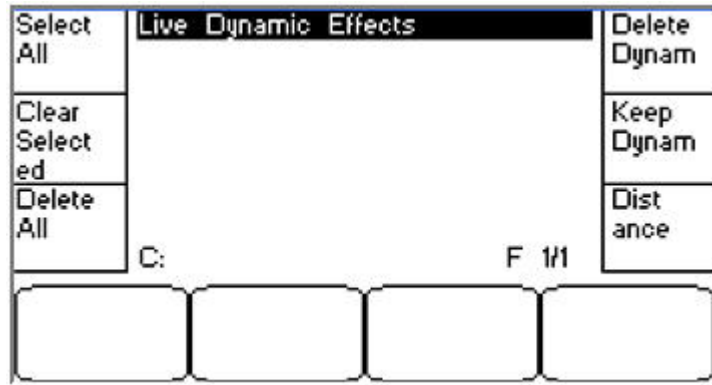 Select
All
Live Dynamic Effects
Delete
Dynam
Clear
Select
ed
Keep
Dynam
Delete
All
Dist
ance
C:
F 1/1